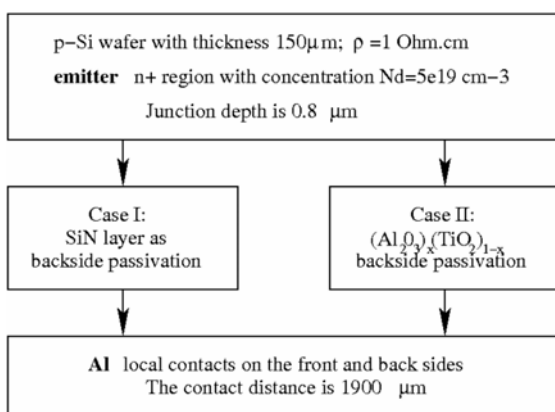 p−Si wafer with thickness 150μm; ρ =1 Ohm.cm
emitter n+ region with concentration Nd=5e19 cm−3
Junction depth is 0.8 μm
Case I:
SiN layer as
backside passivation
Case II:
(Al₂0₃)ₓ(TiO₂)₁₋ₓ
backside passivation
Al local contacts on the front and back sides
The contact distance is 1900 μm